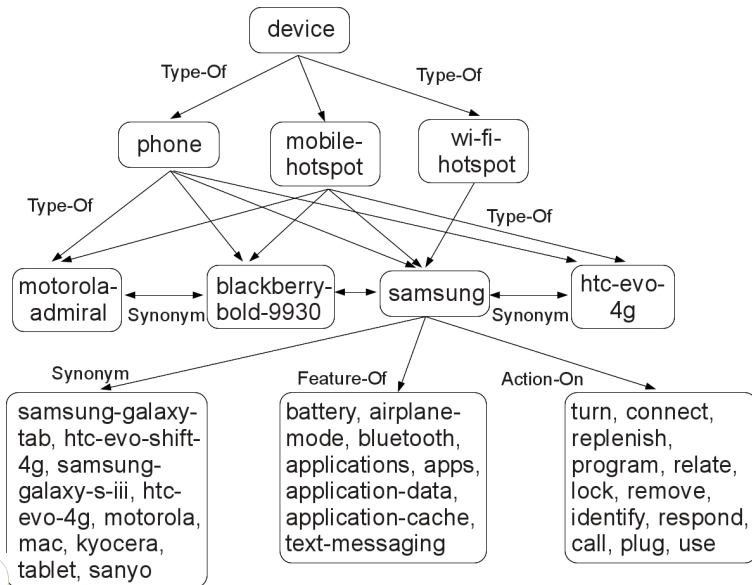 device
Type-Of
Type-Of
phone
mobile-
hotspot
wi-fi-
hotspot
Type-Of
Type-Of
motorola-
admiral
Synonym
blackberry-
bold-9930
samsung
Synonym
htc-evo-
4g
Synonym
Feature-Of
Action-On
samsung-galaxy-
tab, htc-evo-shift-
4g, samsung-
galaxy-s-iii, htc-
evo-4g, motorola,
mac, kyocera,
tablet, sanyo
battery, airplane-
mode, bluetooth,
applications, apps,
application-data,
application-cache,
text-messaging
turn, connect,
replenish,
program, relate,
lock, remove,
identify, respond,
call, plug, use